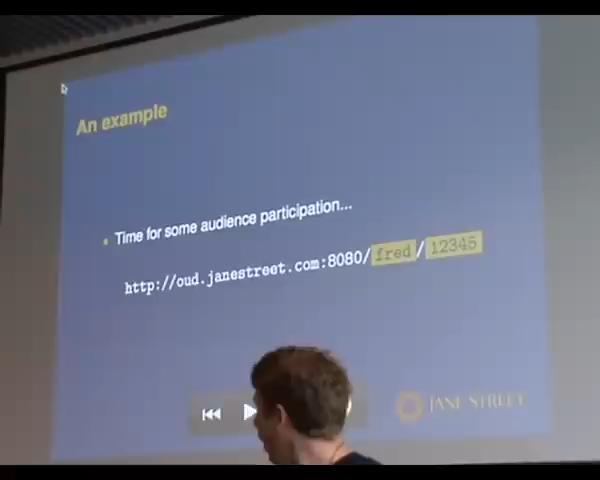 An example
Time for some audience participation...
http://oud.janestreet.com:8080/fred/12345
JANE STREET